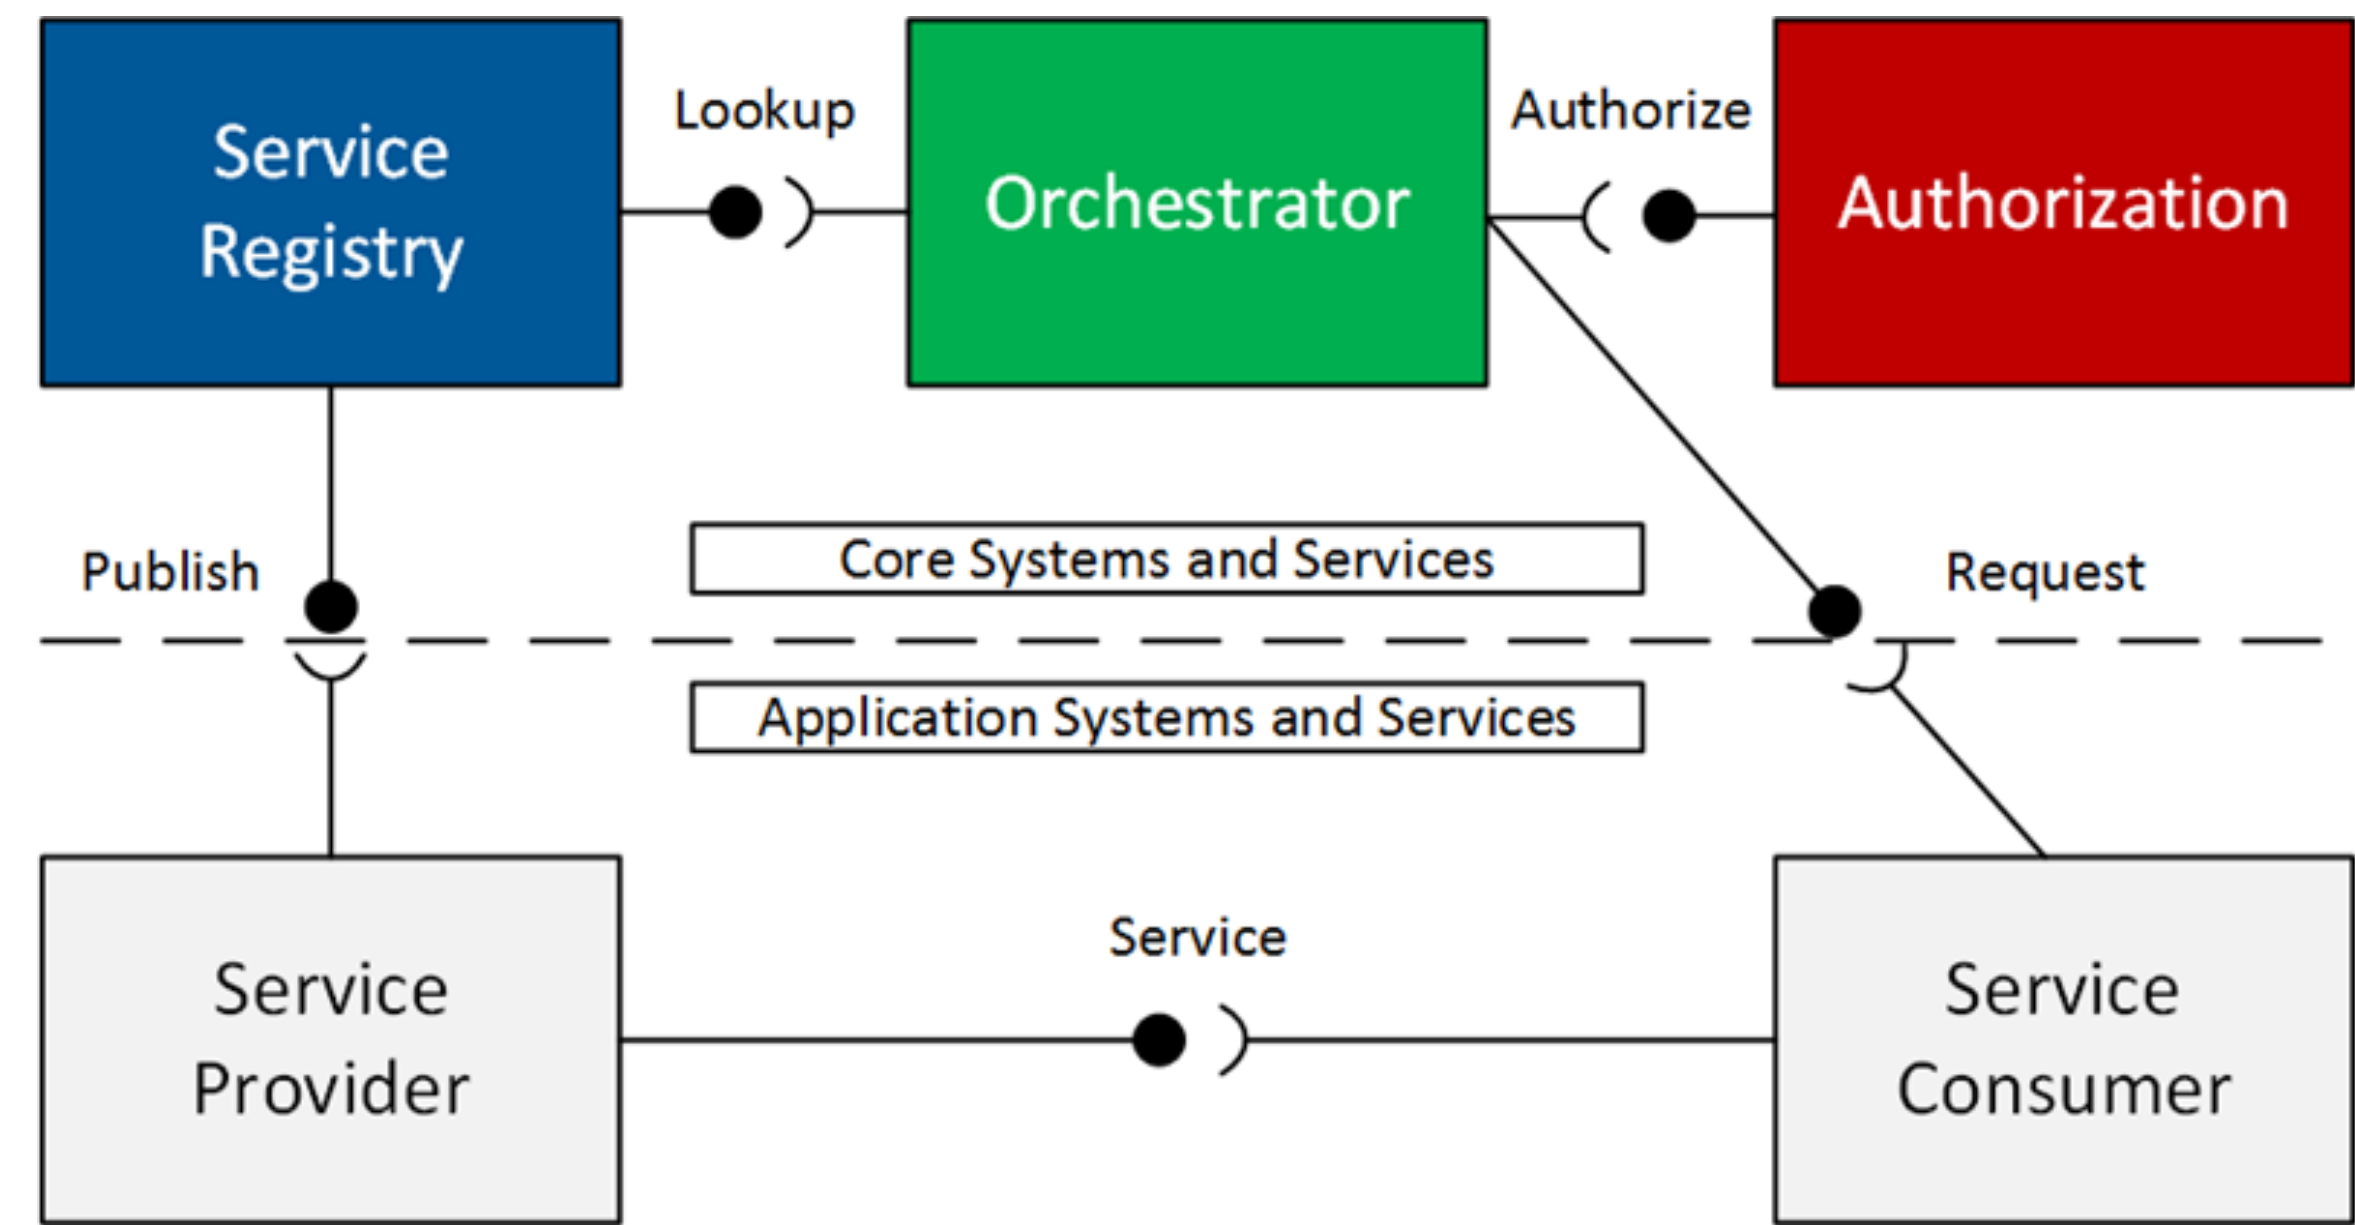 Service
Registry
Lookup
Orchestrator
Authorize
Authorization
Publish
Core Systems and Services
Request
Application Systems and Services
Service
Provider
Service
Service
Consumer